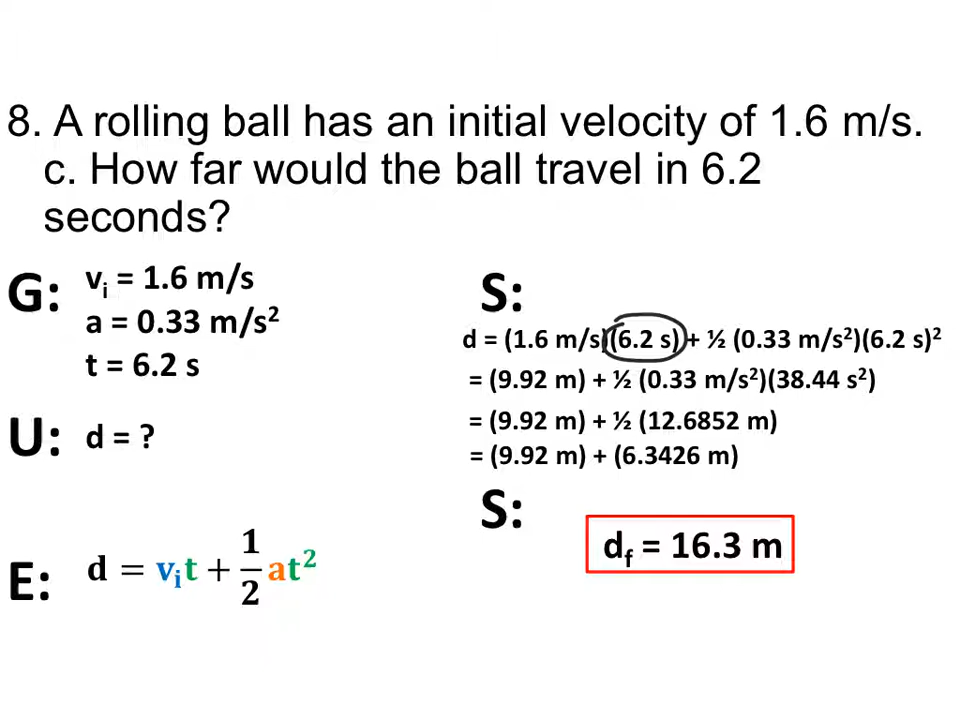 8. A rolling ball has an initial velocity of 1.6 m/s.
c. How far would the ball travel in 6.2
seconds?
G:
vᵢ = 1.6 m/s
a = 0.33 m/s²
t = 6.2 s
U:
d = ?
E:
d = vᵢt + 1/2 at²
S:
d = (1.6 m/s)(6.2 s) + ½ (0.33 m/s²)(6.2 s)²
= (9.92 m) + ½ (0.33 m/s²)(38.44 s²)
= (9.92 m) + ½ (12.6852 m)
= (9.92 m) + (6.3426 m)
S:
d_f = 16.3 m